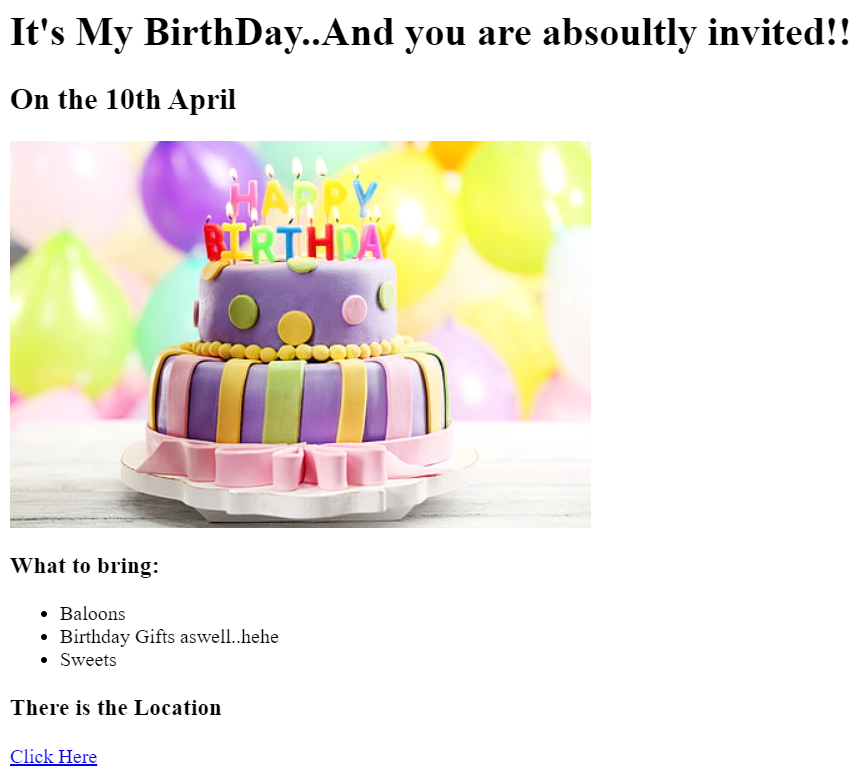 It's My BirthDay..And you are absoultly invited!!
On the 10th April
HAPPY
BIRTHDAY
What to bring:
Baloons
Birthday Gifts aswell..hehe
Sweets
There is the Location
Click Here